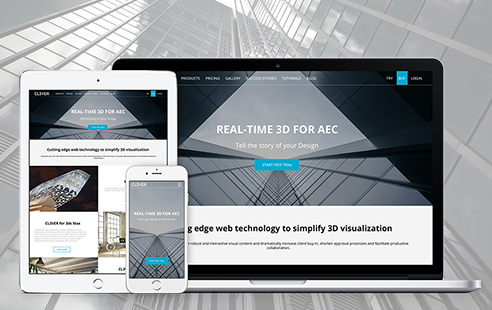 PRODUCTS PRICING GALLERY SUCCESS STORIES TUTORIALS BLOG TRY BUY LOGIN
REAL-TIME 3D FOR AEC
Tell the story of your Design
START FREE TRIAL
ng edge web technology to simplify 3D visualization
robust and interactive visual content and dramatically increase client buy-in, shorten approval processes and facilitate productive
collaboration.
CL3VER
REAL-TIME 3D FOR AEC
Tell the story of your Design
Cutting edge web technology to simplify 3D visualization
CL3VER for 3ds Max
CL3VER
REAL-TIME 3D FOR AEC